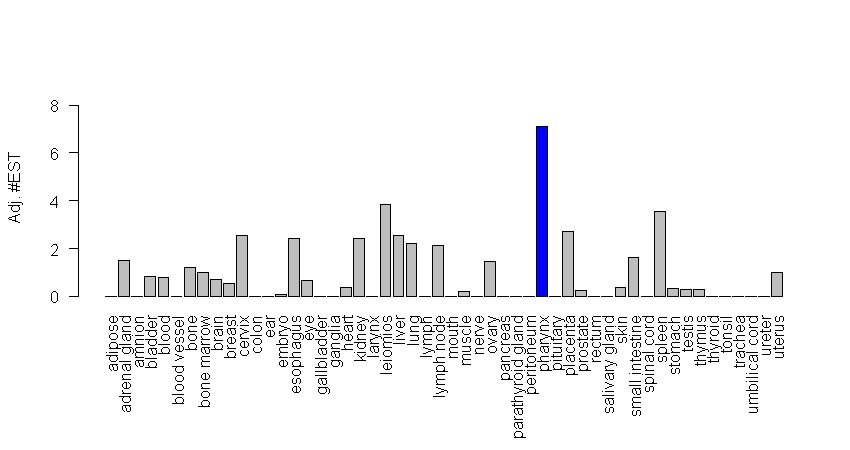 Adj. #EST
8
6
4
2
0
adipose
adrenal gland
amnion
bladder
blood
blood vessel
bone
bone marrow
brain
breast
cervix
colon
ear
embryo
esophagus
eye
gallbladder
ganglia
heart
kidney
larynx
leiomios
liver
lung
lymph
lymph node
mouth
muscle
nerve
ovary
pancreas
parathyroid gland
peritoneum
pharynx
pituitary
placenta
prostate
rectum
salivary gland
skin
small intestine
spinal cord
spleen
stomach
testis
thymus
thyroid
tonsil
trachea
umbilical cord
ureter
uterus